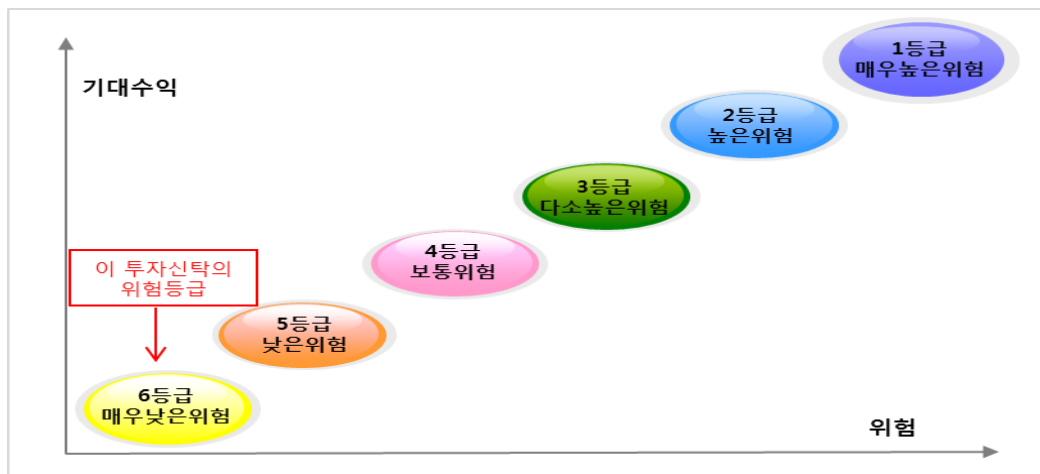 1등급
매우높은위험
기대수익
2등급
높은위험
3등급
다소높은위험
4등급
보통위험
이 투자신탁의
위험등급
5등급
낮은위험
6등급
매우낮은위험
위험